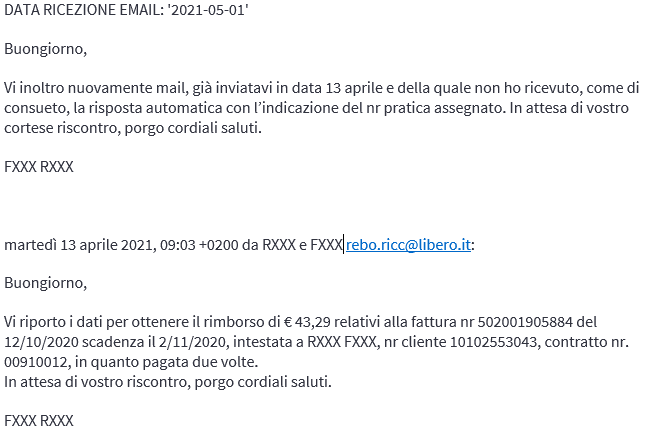 DATA RICEZIONE EMAIL: '2021-05-01'
Buongiorno,
Vi inoltro nuovamente mail, già inviatavi in data 13 aprile e della quale non ho ricevuto, come di
consueto, la risposta automatica con l’indicazione del nr pratica assegnato. In attesa di vostro
cortese riscontro, porgo cordiali saluti.
FXXX RXXX
martedì 13 aprile 2021, 09:03 +0200 da RXXX e FXXX rebo.ricc@libero.it:
Buongiorno,
Vi riporto i dati per ottenere il rimborso di € 43,29 relativi alla fattura nr 502001905884 del
12/10/2020 scadenza il 2/11/2020, intestata a RXXX FXXX, nr cliente 10102553043, contratto nr.
00910012, in quanto pagata due volte.
In attesa di vostro riscontro, porgo cordiali saluti.
FXXX RXXX